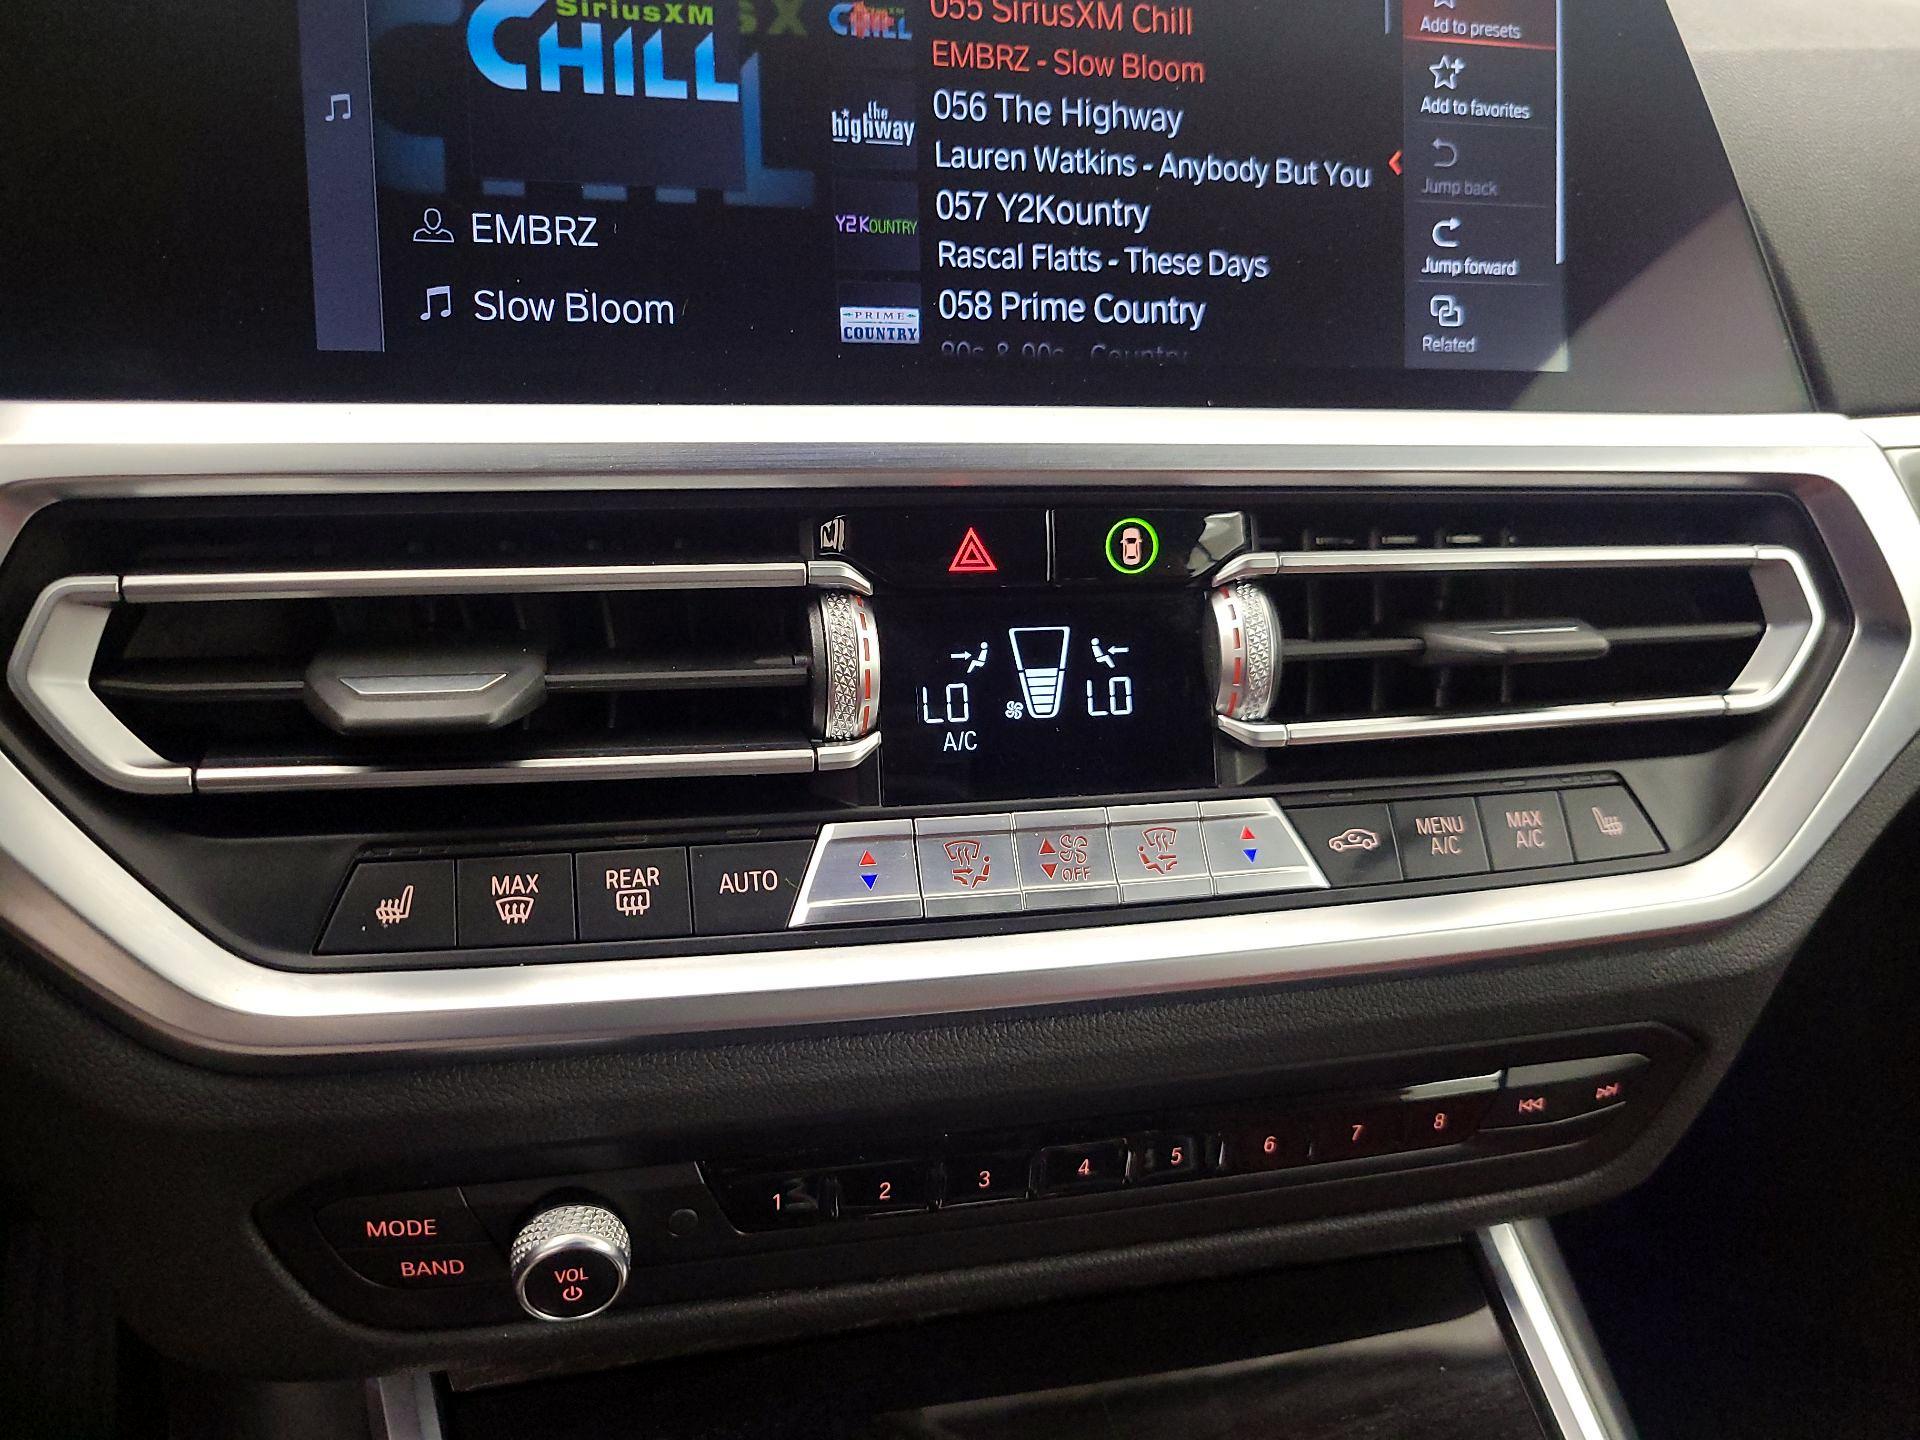 SiriusXM
CHILL
SX
CHILL
055 SiriusXM Chill
EMBRZ - Slow Bloom
the
highway
056 The Highway
Lauren Watkins - Anybody But You
Y2KOUNTRY
057 Y2Kountry
Rascal Flatts - These Days
PRIME
COUNTRY
058 Prime Country
EMBRZ
Slow Bloom
Add to presets
Add to favorites
Jump back
Jump forward
Related
LO
A/C
LO
MAX
REAR
AUTO
OFF
MENU
A/C
MAX
A/C
MODE
BAND
VOL
1
2
3
4
5
6
7
8